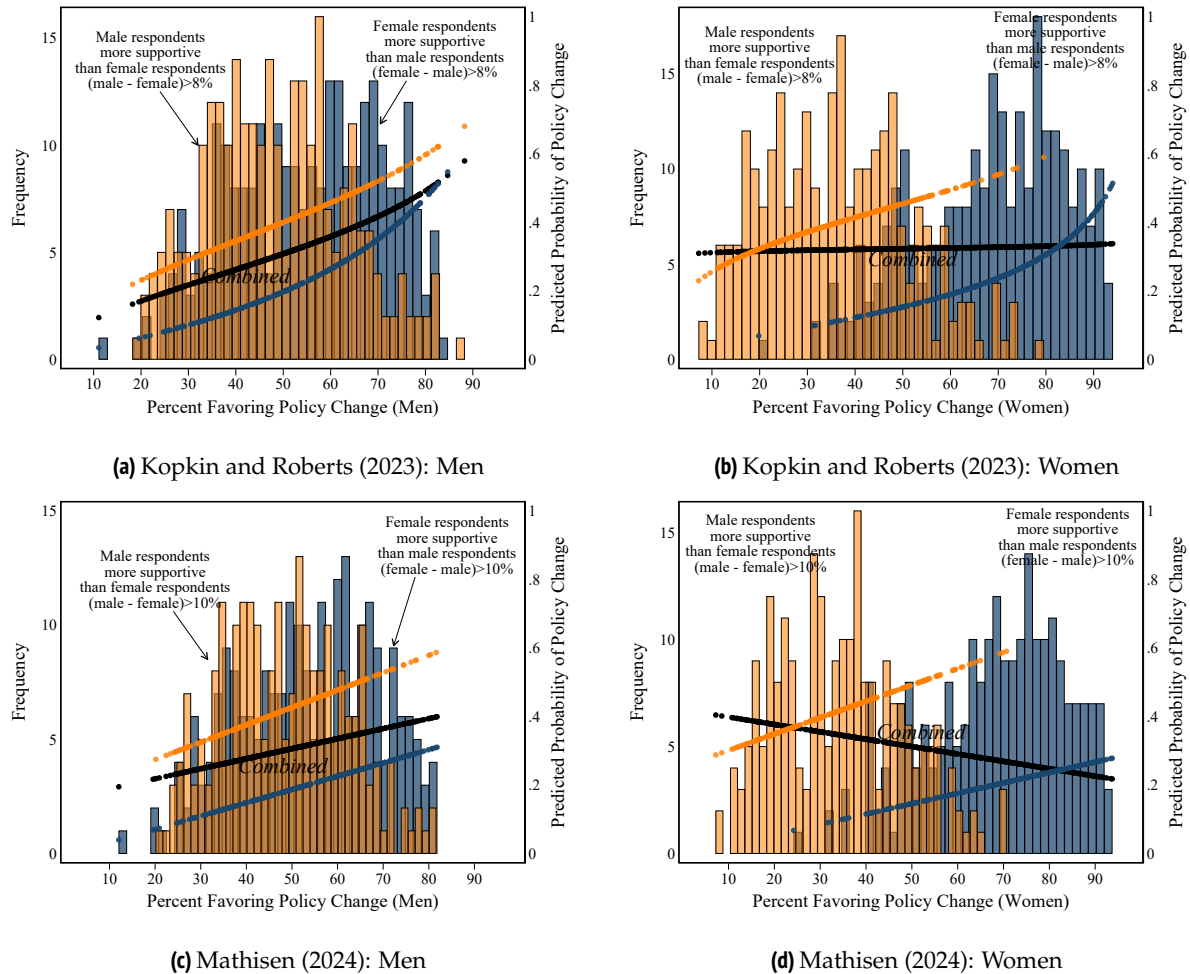 Frequency
15
10
5
0
Male respondents
more supportive
than female respondents
(male - female)>8%
Female respondents
more supportive
than male respondents
(female - male)>8%
Combined
1
.8
.6
.4
.2
0
Predicted Probability of Policy Change
10 20 30 40 50 60 70 80 90
Percent Favoring Policy Change (Men)
(a) Kopkin and Roberts (2023): Men
Frequency
15
10
5
0
Male respondents
more supportive
than female respondents
(male - female)>8%
Female respondents
more supportive
than male respondents
(female - male)>8%
Combined
1
.8
.6
.4
.2
0
Predicted Probability of Policy Change
10 20 30 40 50 60 70 80 90
Percent Favoring Policy Change (Women)
(b) Kopkin and Roberts (2023): Women
Frequency
15
10
5
0
Male respondents
more supportive
than female respondents
(male - female)>10%
Female respondents
more supportive
than male respondents
(female - male)>10%
Combined
1
.8
.6
.4
.2
0
Predicted Probability of Policy Change
10 20 30 40 50 60 70 80 90
Percent Favoring Policy Change (Men)
(c) Mathisen (2024): Men
Frequency
15
10
5
0
Male respondents
more supportive
than female respondents
(male - female)>10%
Female respondents
more supportive
than male respondents
(female - male)>10%
Combined
1
.8
.6
.4
.2
0
Predicted Probability of Policy Change
10 20 30 40 50 60 70 80 90
Percent Favoring Policy Change (Women)
(d) Mathisen (2024): Women